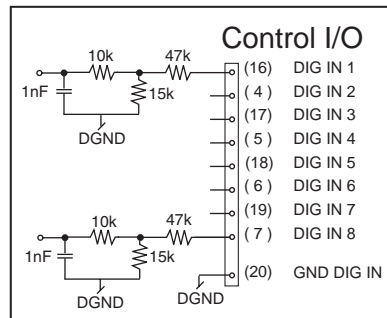 Control I/O
10k 47k (16) DIG IN 1
1nF 15k ( 4 ) DIG IN 2
DGND (17) DIG IN 3
( 5 ) DIG IN 4
(18) DIG IN 5
( 6 ) DIG IN 6
10k 47k (19) DIG IN 7
( 7 ) DIG IN 8
1nF 15k
(20) GND DIG IN
DGND DGND